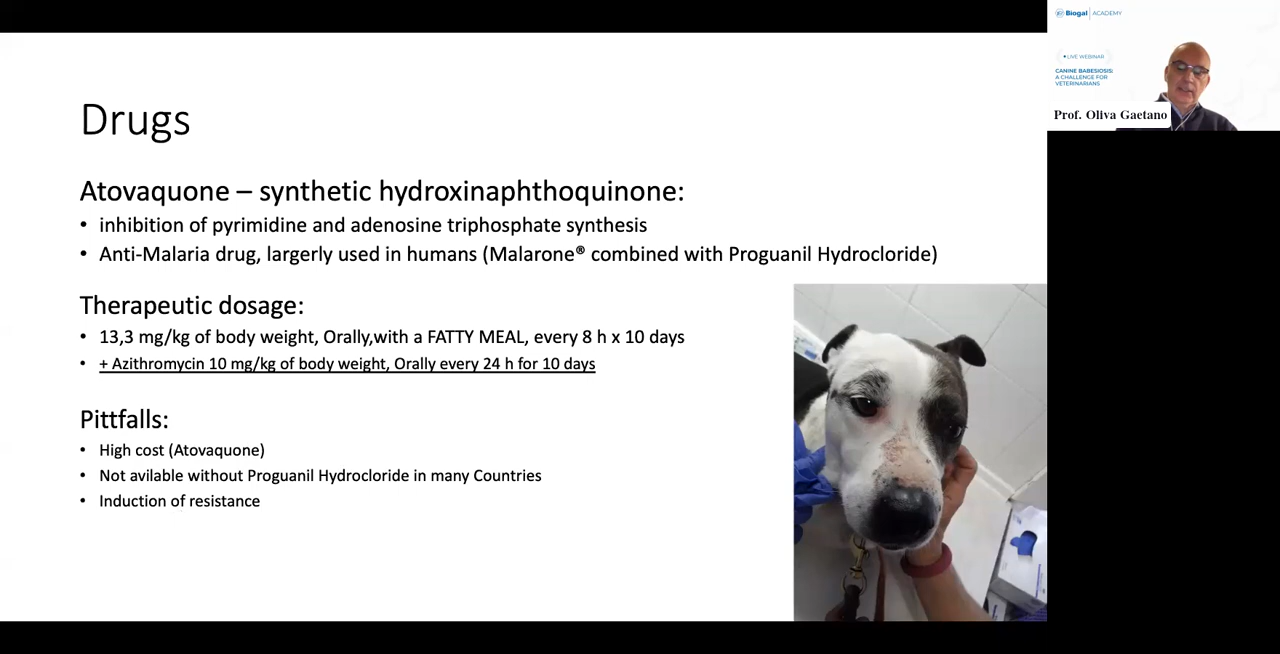 Drugs
Atovaquone – synthetic hydroxinaphthoquinone:
• inhibition of pyrimidine and adenosine triphosphate synthesis
• Anti-Malaria drug, largerly used in humans (Malarone® combined with Proguanil Hydrocloride)
Therapeutic dosage:
• 13,3 mg/kg of body weight, Orally,with a FATTY MEAL, every 8 h x 10 days
• + Azithromycin 10 mg/kg of body weight, Orally every 24 h for 10 days
Pittfalls:
• High cost (Atovaquone)
• Not avilable without Proguanil Hydrocloride in many Countries
• Induction of resistance
Biogal | ACADEMY
• LIVE WEBINAR
CANINE BABESIOSIS:
A CHALLENGE FOR
VETERINARIANS
Prof. Oliva Gaetano